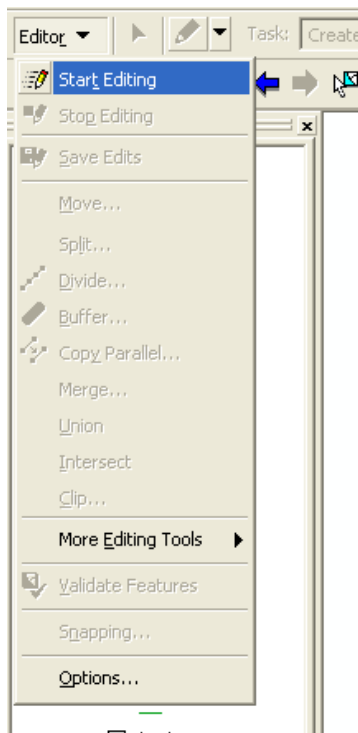 Editor
Task: Create
Start Editing
Stop Editing
Save Edits
Move...
Split...
Divide...
Buffer...
Copy Parallel...
Merge...
Union
Intersect
Clip...
More Editing Tools
Validate Features
Snapping...
Options...